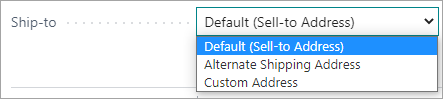 Ship-to Default (Sell-to Address)
Default (Sell-to Address)
Alternate Shipping Address
Custom Address